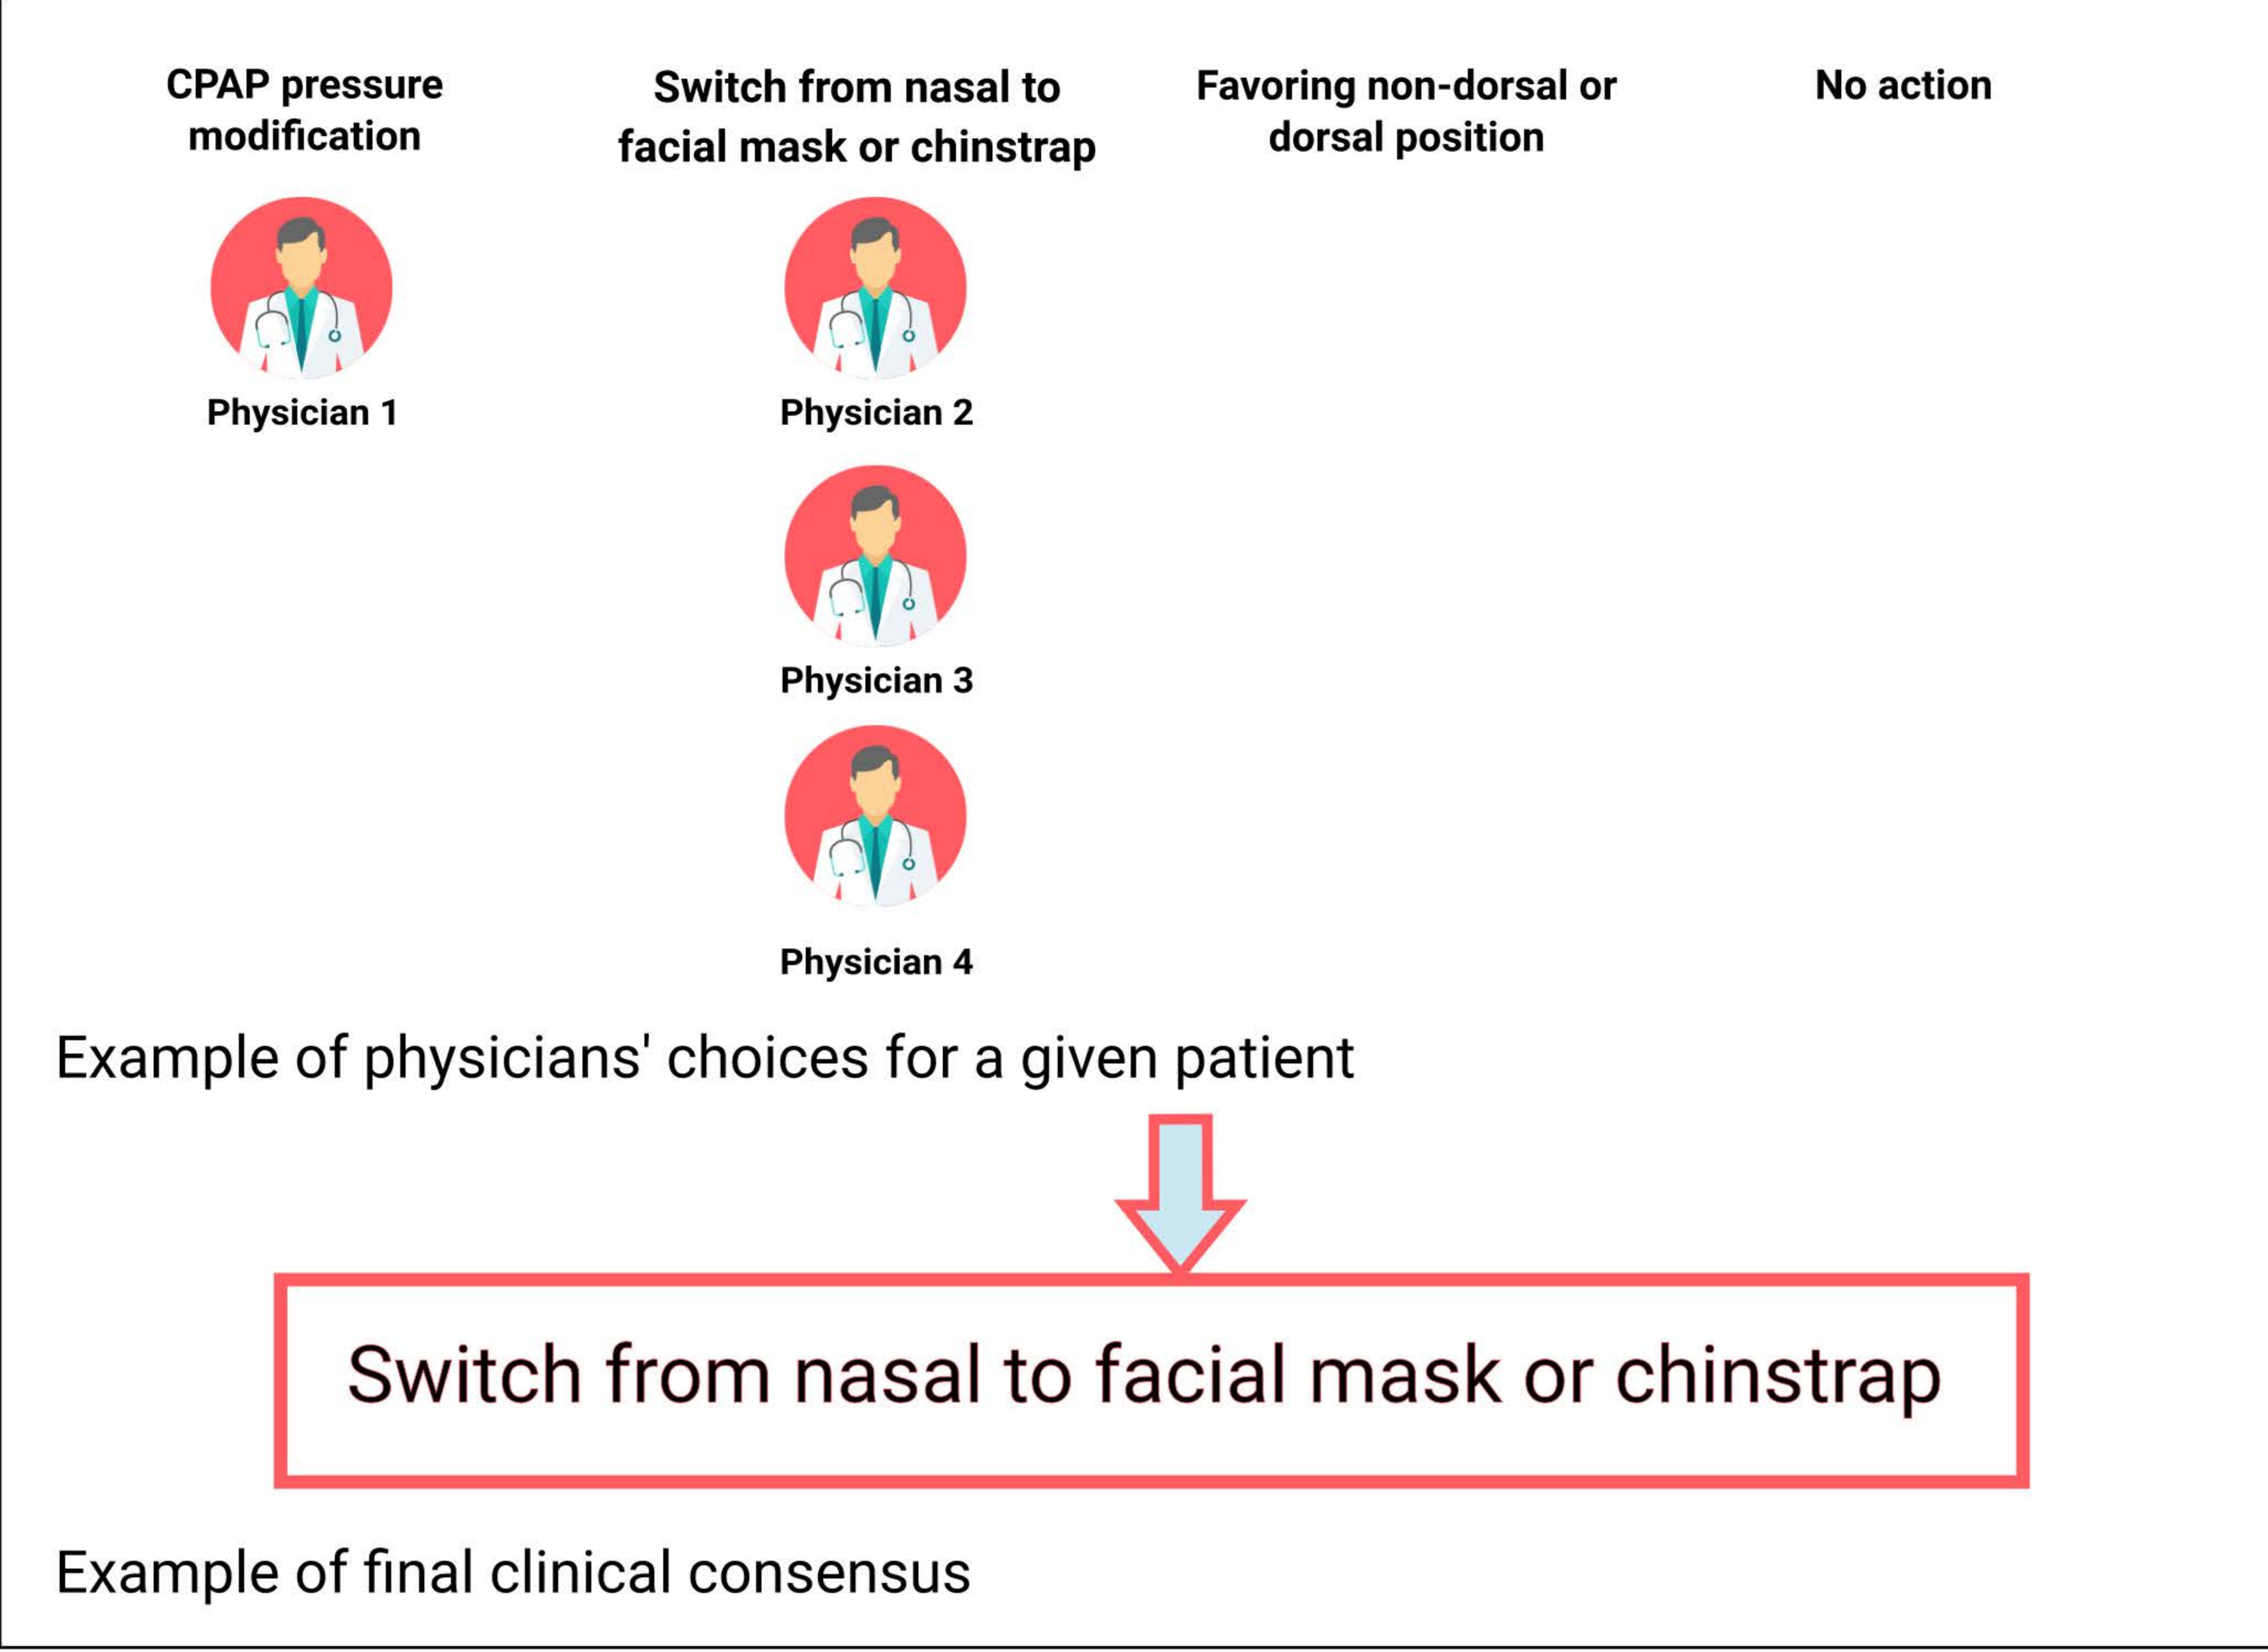 CPAP pressure
modification
Switch from nasal to
facial mask or chinstrap
Favoring non-dorsal or
dorsal position
No action
Physician 1
Physician 2
Physician 3
Physician 4
Example of physicians' choices for a given patient
Switch from nasal to facial mask or chinstrap
Example of final clinical consensus